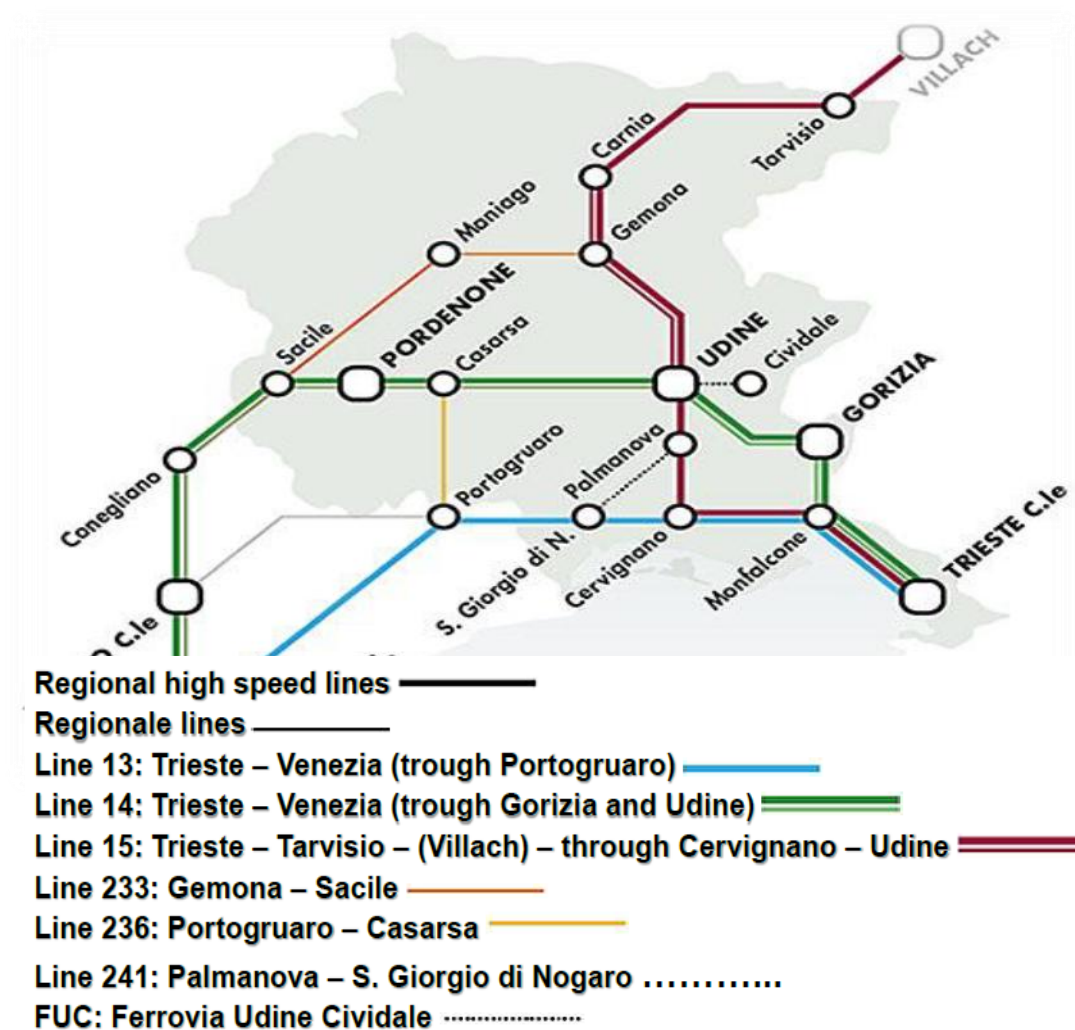 VILLACH
Tarvisio
Carnia
Gemona
Maniago
PORDENONE
Sacile
Casarsa
UDINE
Cividale
GORIZIA
Conegliano
Portogruaro
Palmanova
S. Giorgio di N.
Cervignano
Monfalcone
TRIESTE C.le
O C.le
Regional high speed lines
Regionale lines
Line 13: Trieste – Venezia (trough Portogruaro)
Line 14: Trieste – Venezia (trough Gorizia and Udine)
Line 15: Trieste – Tarvisio – (Villach) – through Cervignano – Udine
Line 233: Gemona – Sacile
Line 236: Portogruaro – Casarsa
Line 241: Palmanova – S. Giorgio di Nogaro
FUC: Ferrovia Udine Cividale